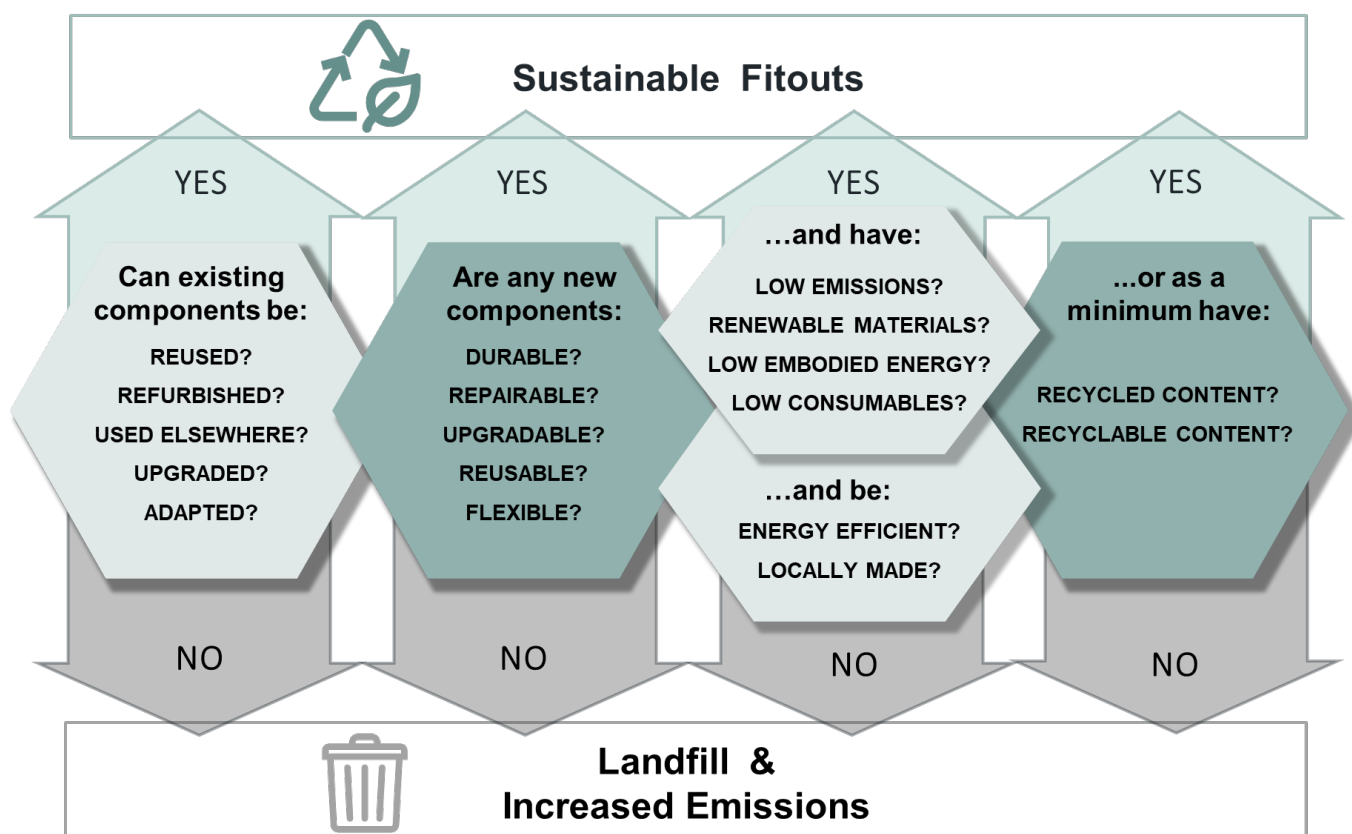 Sustainable Fitouts
YES
YES
YES
YES
Can existing
components be:
REUSED?
REFURBISHED?
USED ELSEWHERE?
UPGRADED?
ADAPTED?
Are any new
components:
DURABLE?
REPAIRABLE?
UPGRADABLE?
REUSABLE?
FLEXIBLE?
…and have:
LOW EMISSIONS?
RENEWABLE MATERIALS?
LOW EMBODIED ENERGY?
LOW CONSUMABLES?
…and be:
ENERGY EFFICIENT?
LOCALLY MADE?
...or as a
minimum have:
RECYCLED CONTENT?
RECYCLABLE CONTENT?
NO
NO
NO
NO
Landfill &
Increased Emissions